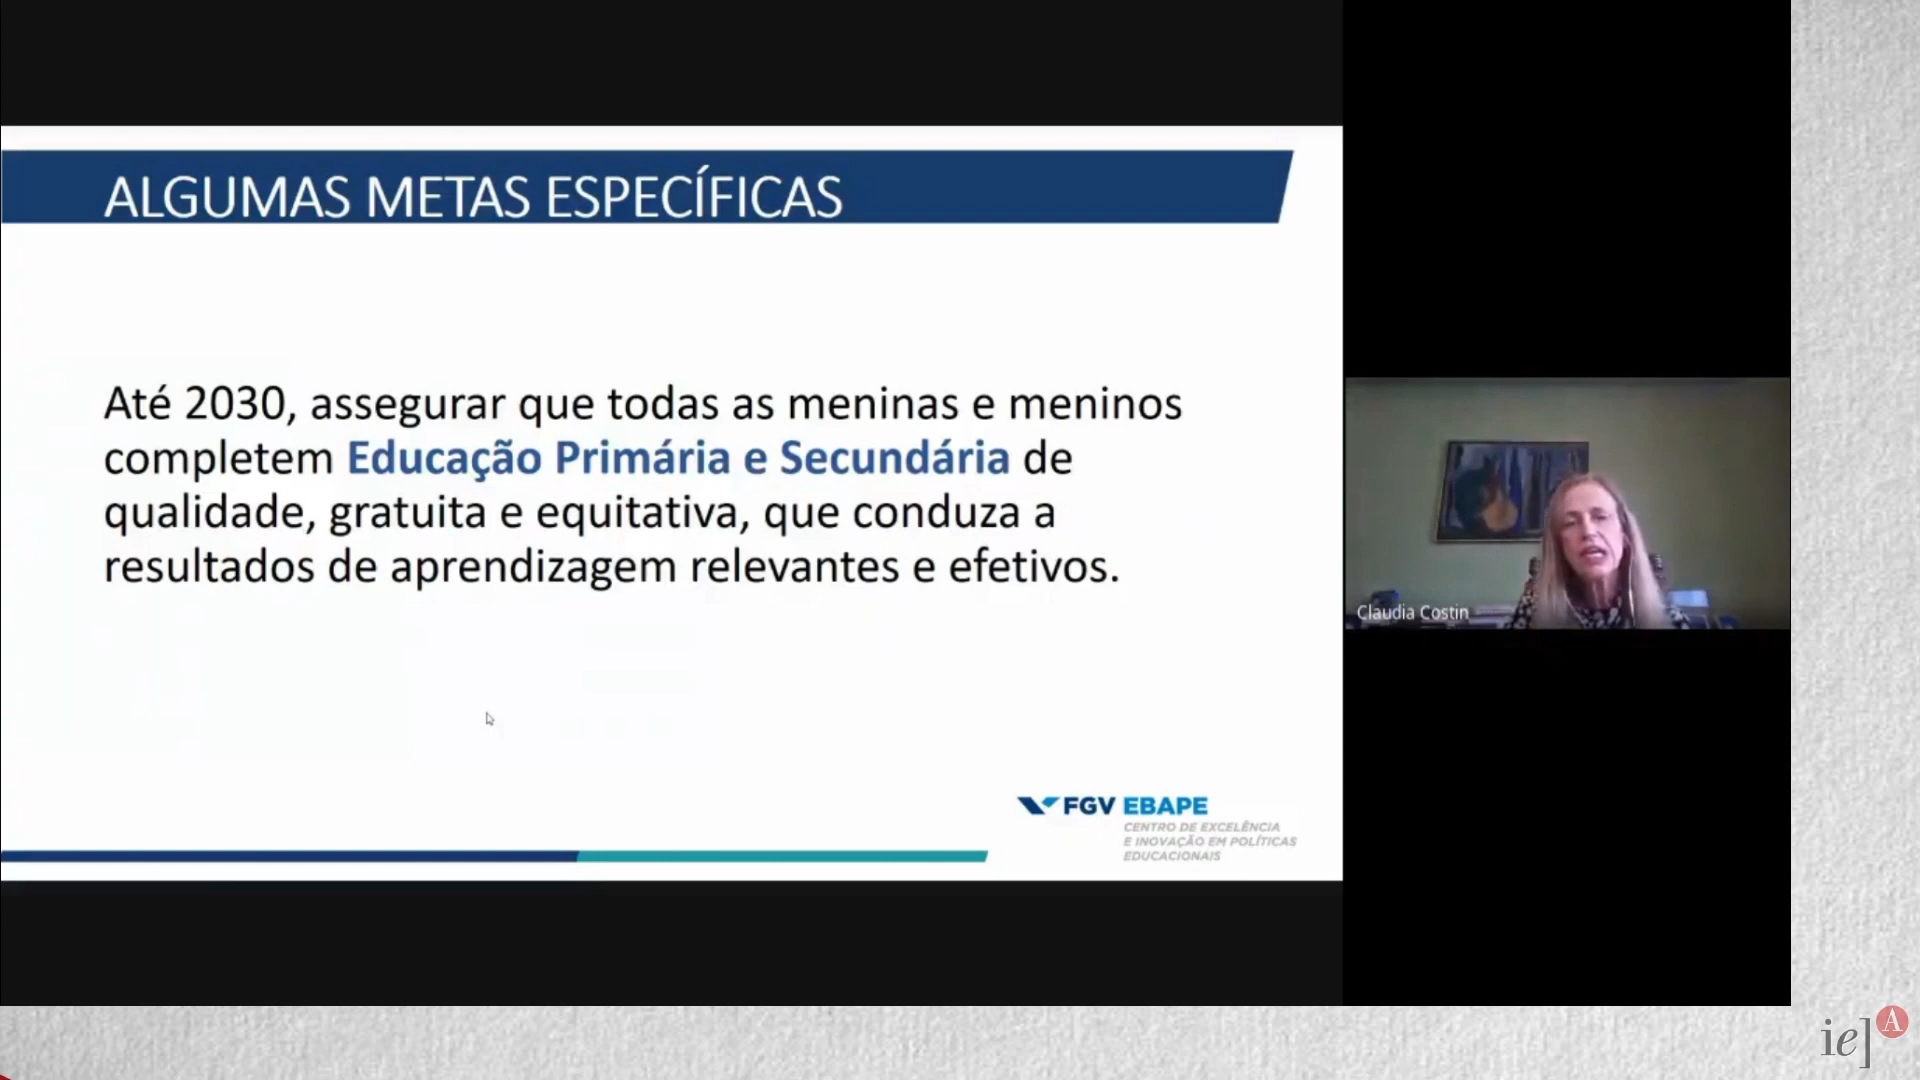 ALGUMAS METAS ESPECÍFICAS
Até 2030, assegurar que todas as meninas e meninos
completem Educação Primária e Secundária de
qualidade, gratuita e equitativa, que conduza a
resultados de aprendizagem relevantes e efetivos.
FGV EBAPE
CENTRO DE EXCELÊNCIA
E INOVAÇÃO EM POLÍTICAS
EDUCACIONAIS
Claudia Costin
ie]A